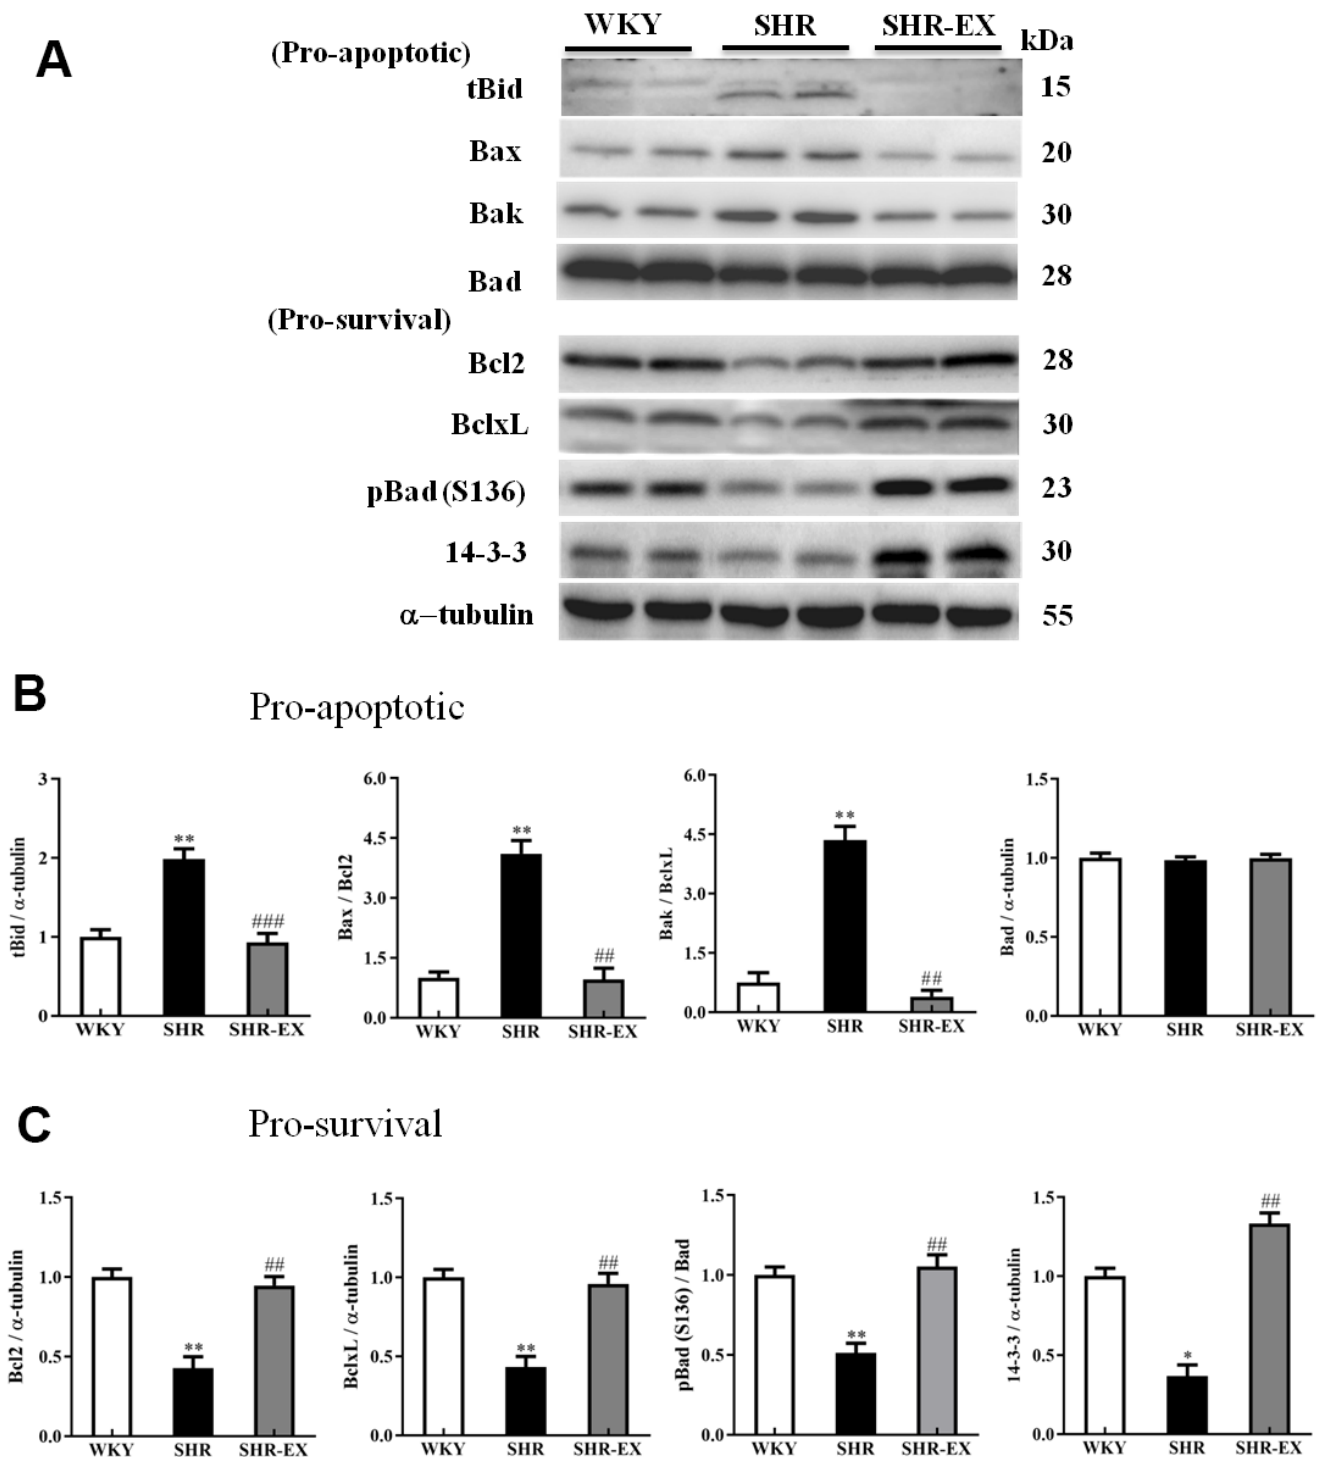 A
WKY SHR SHR-EX kDa
(Pro-apoptotic)
tBid 15
Bax 20
Bak 30
Bad 28
(Pro-survival)
Bcl2 28
BclxL 30
pBad (S136) 23
14-3-3 30
α–tubulin 55
B
Pro-apoptotic
tBid / α-tubulin
3
2
1
0
**
###
WKY SHR SHR-EX
Bax / Bcl2
6.0
4.5
3.0
1.5
0.0
**
##
WKY SHR SHR-EX
Bak / BclxL
6.0
4.5
3.0
1.5
0.0
**
##
WKY SHR SHR-EX
Bad / α-tubulin
1.5
1.0
0.5
0.0
WKY SHR SHR-EX
C
Pro-survival
Bcl2 / α-tubulin
1.5
1.0
0.5
0.0
**
##
WKY SHR SHR-EX
BclxL / α-tubulin
1.5
1.0
0.5
0.0
**
##
WKY SHR SHR-EX
pBad (S136) / Bad
1.5
1.0
0.5
0.0
**
##
WKY SHR SHR-EX
14-3-3 / α-tubulin
1.5
1.0
0.5
0.0
*
##
WKY SHR SHR-EX